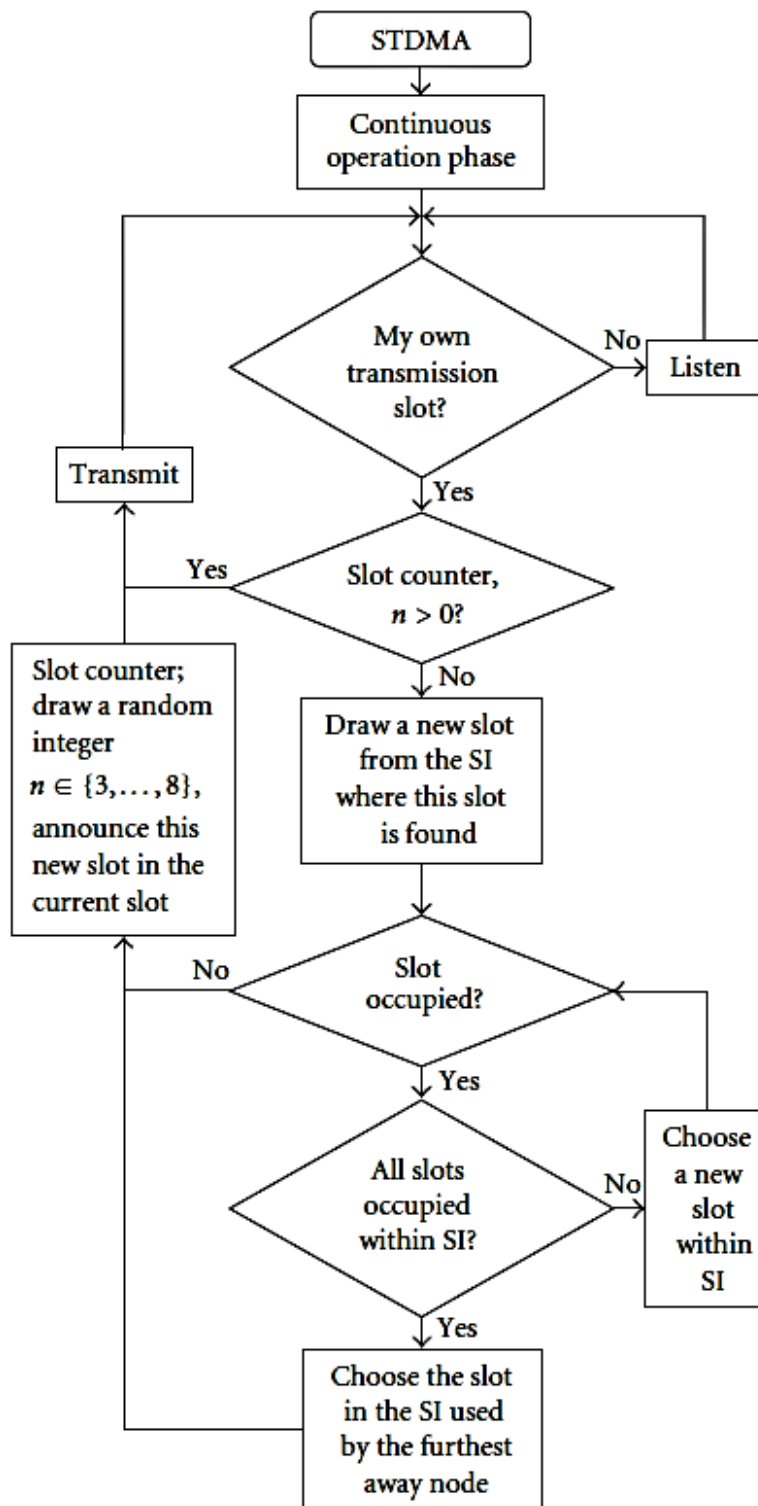 STDMA
Continuous
operation phase
My own
transmission
slot?
No
Listen
Yes
Transmit
Slot counter,
n > 0?
Yes
No
Slot counter;
draw a random
integer
n ∈ {3,...,8},
announce this
new slot in the
current slot
Draw a new slot
from the SI
where this slot
is found
Slot
occupied?
No
Yes
All slots
occupied
within SI?
No
Choose
a new
slot
within
SI
Yes
Choose the slot
in the SI used
by the furthest
away node